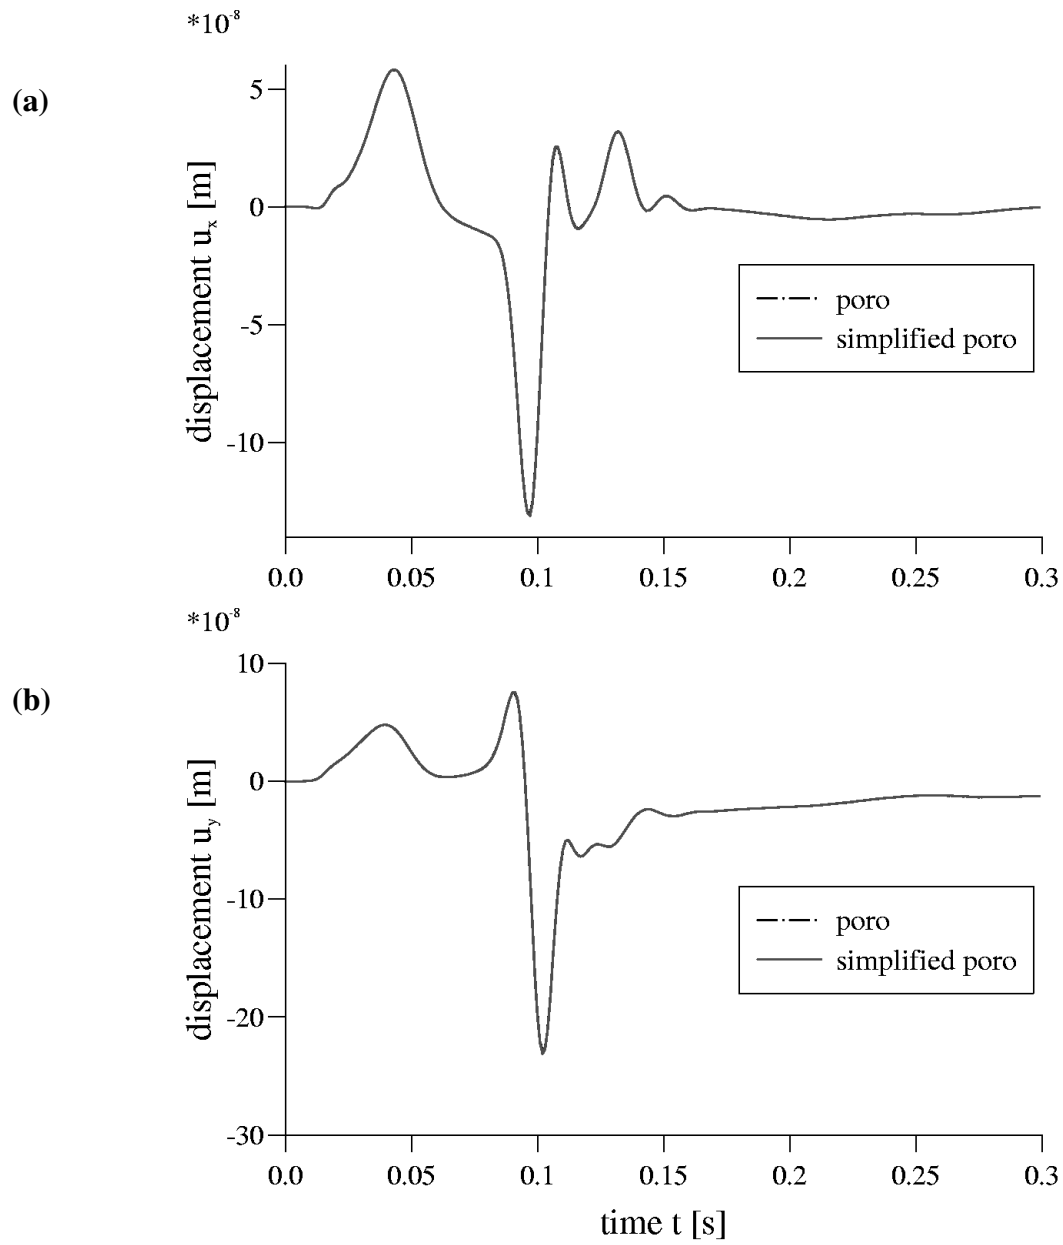 *10⁻⁸
(a)
5
0
-5
-10
displacement uₓ [m]
poro
simplified poro
0.0 0.05 0.1 0.15 0.2 0.25 0.3
*10⁻⁸
(b)
10
0
-10
-20
-30
displacement u_y [m]
poro
simplified poro
0.0 0.05 0.1 0.15 0.2 0.25 0.3
time t [s]